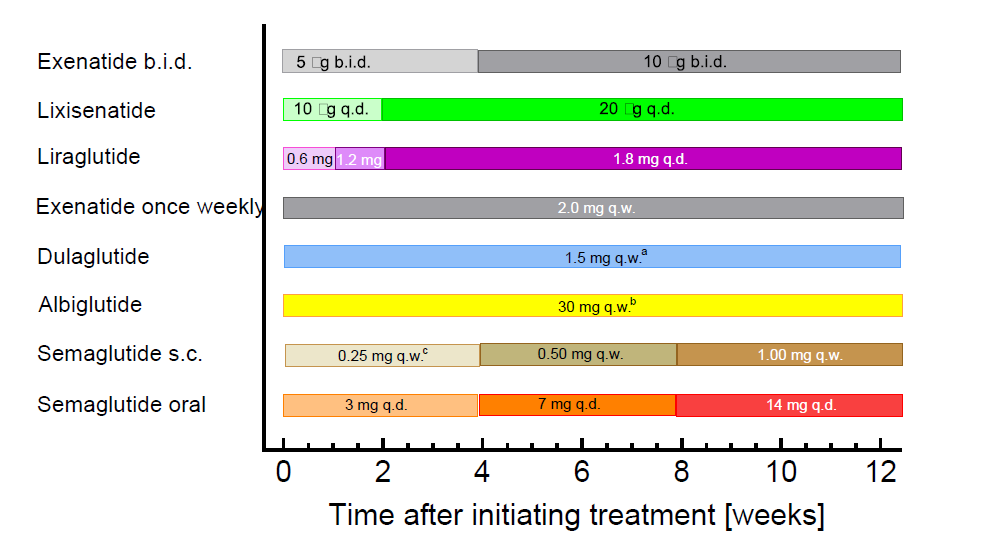 Exenatide b.i.d. 5 □g b.i.d. 10 □g b.i.d.
Lixisenatide 10 □g q.d. 20 □g q.d.
Liraglutide 0.6 mg 1.2 mg 1.8 mg q.d.
Exenatide once weekly 2.0 mg q.w.
Dulaglutide 1.5 mg q.w.a
Albiglutide 30 mg q.w.b
Semaglutide s.c. 0.25 mg q.w.c 0.50 mg q.w. 1.00 mg q.w.
Semaglutide oral 3 mg q.d. 7 mg q.d. 14 mg q.d.
0 2 4 6 8 10 12
Time after initiating treatment [weeks]